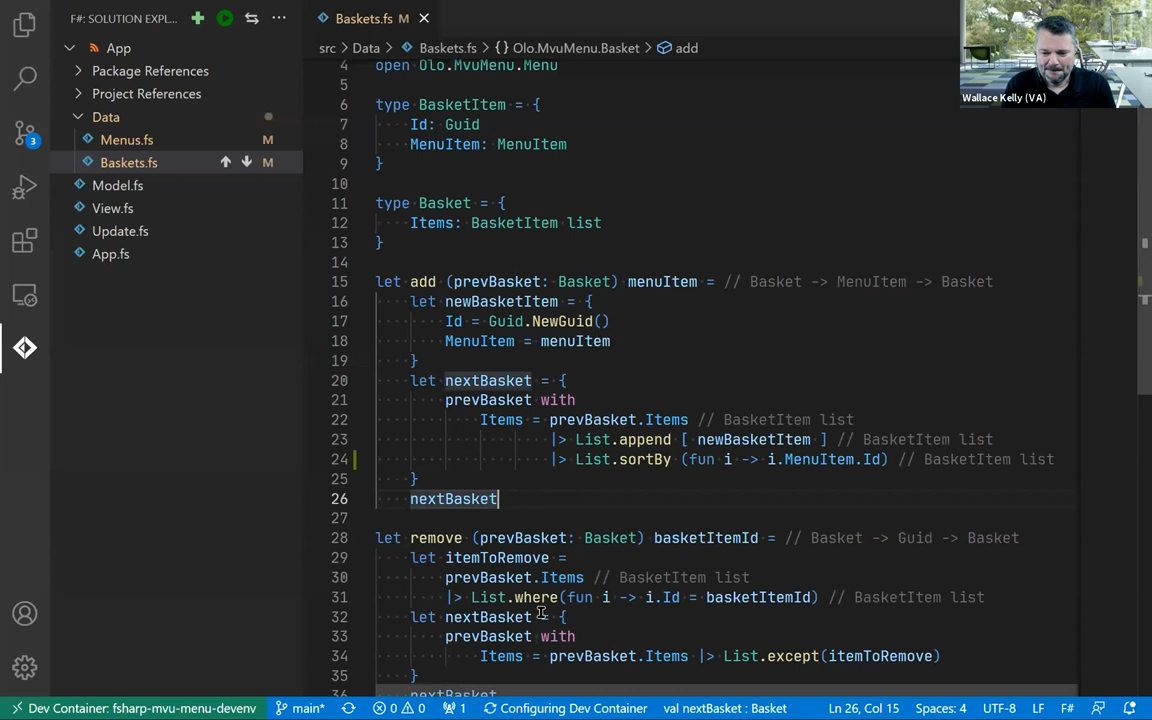 F#: SOLUTION EXPL...
Baskets.fs M
App
Package References
Project References
Data
Menus.fs M
Baskets.fs M
Model.fs
View.fs
Update.fs
App.fs
3
src > Data > Baskets.fs > {} Olo.MvuMenu.Basket > add
4 open Olo.MvuMenu.Menu
5
6 type BasketItem = {
7 Id: Guid
8 MenuItem: MenuItem
9 }
10
11 type Basket = {
12 Items: BasketItem list
13 }
14
15 let add (prevBasket: Basket) menuItem = // Basket -> MenuItem -> Basket
16 let newBasketItem = {
17 Id = Guid.NewGuid()
18 MenuItem = menuItem
19 }
20 let nextBasket = {
21 prevBasket with
22 Items = prevBasket.Items // BasketItem list
23 |> List.append [ newBasketItem ] // BasketItem list
24 |> List.sortBy (fun i -> i.MenuItem.Id) // BasketItem list
25 }
26 nextBasket
27
28 let remove (prevBasket: Basket) basketItemId = // Basket -> Guid -> Basket
29 let itemToRemove =
30 prevBasket.Items // BasketItem list
31 |> List.where(fun i -> i.Id = basketItemId) // BasketItem list
32 let nextBasket = {
33 prevBasket with
34 Items = prevBasket.Items |> List.except(itemToRemove)
35 }
36 nextBasket
Wallace Kelly (VA)
Dev Container: fsharp-mvu-menu-devenv main* 0 0 1 Configuring Dev Container val nextBasket : Basket Ln 26, Col 15 Spaces: 4 UTF-8 LF F#